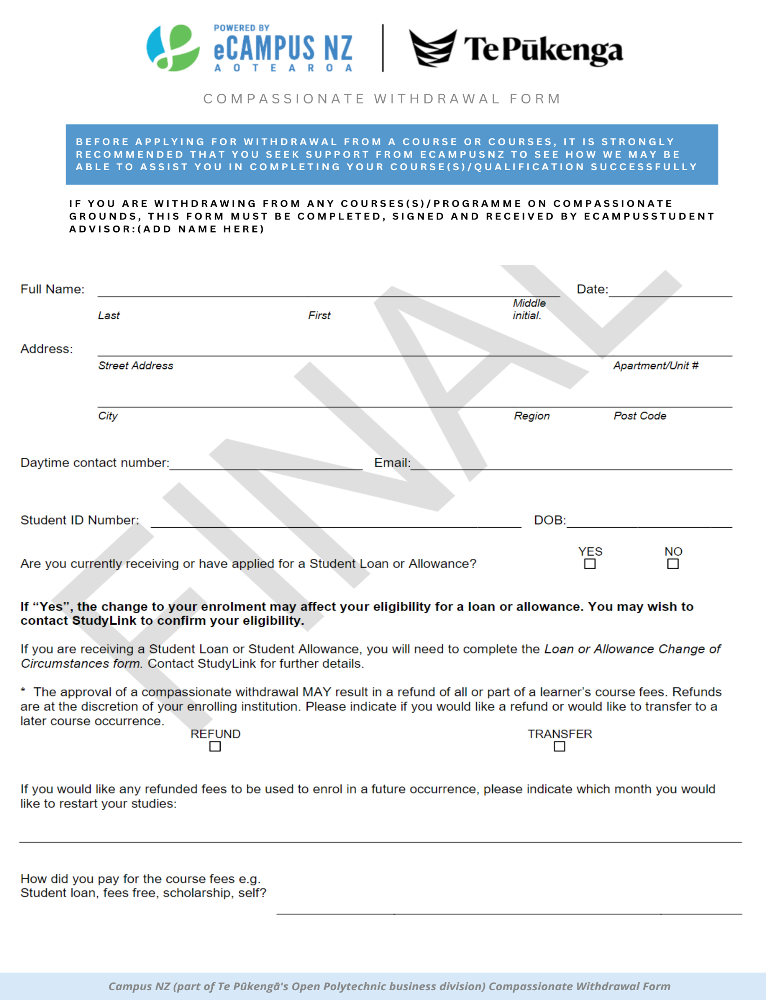 POWERED BY
eCAMPUS NZ
AOTEAROA
Te Pūkenga
COMPASSIONATE WITHDRAWAL FORM
BEFORE APPLYING FOR WITHDRAWAL FROM A COURSE OR COURSES, IT IS STRONGLY
RECOMMENDED THAT YOU SEEK SUPPORT FROM ECAMPUSNZ TO SEE HOW WE MAY BE
ABLE TO ASSIST YOU IN COMPLETING YOUR COURSE(S)/QUALIFICATION SUCCESSFULLY
IF YOU ARE WITHDRAWING FROM ANY COURSES(S)/PROGRAMME ON COMPASSIONATE
GROUNDS, THIS FORM MUST BE COMPLETED, SIGNED AND RECEIVED BY ECAMPUSSTUDENT
ADVISOR:(ADD NAME HERE)
FINAL
Full Name: Date:
Last First Middle initial.
Address:
Street Address Apartment/Unit #
City Region Post Code
Daytime contact number: Email:
Student ID Number: DOB:
YES NO
Are you currently receiving or have applied for a Student Loan or Allowance? ☐ ☐
If “Yes”, the change to your enrolment may affect your eligibility for a loan or allowance. You may wish to
contact StudyLink to confirm your eligibility.
If you are receiving a Student Loan or Student Allowance, you will need to complete the Loan or Allowance Change of
Circumstances form. Contact StudyLink for further details.
* The approval of a compassionate withdrawal MAY result in a refund of all or part of a learner’s course fees. Refunds
are at the discretion of your enrolling institution. Please indicate if you would like a refund or would like to transfer to a
later course occurrence.
REFUND TRANSFER
☐ ☐
If you would like any refunded fees to be used to enrol in a future occurrence, please indicate which month you would
like to restart your studies:
How did you pay for the course fees e.g.
Student loan, fees free, scholarship, self?
Campus NZ (part of Te Pūkengā's Open Polytechnic business division) Compassionate Withdrawal Form